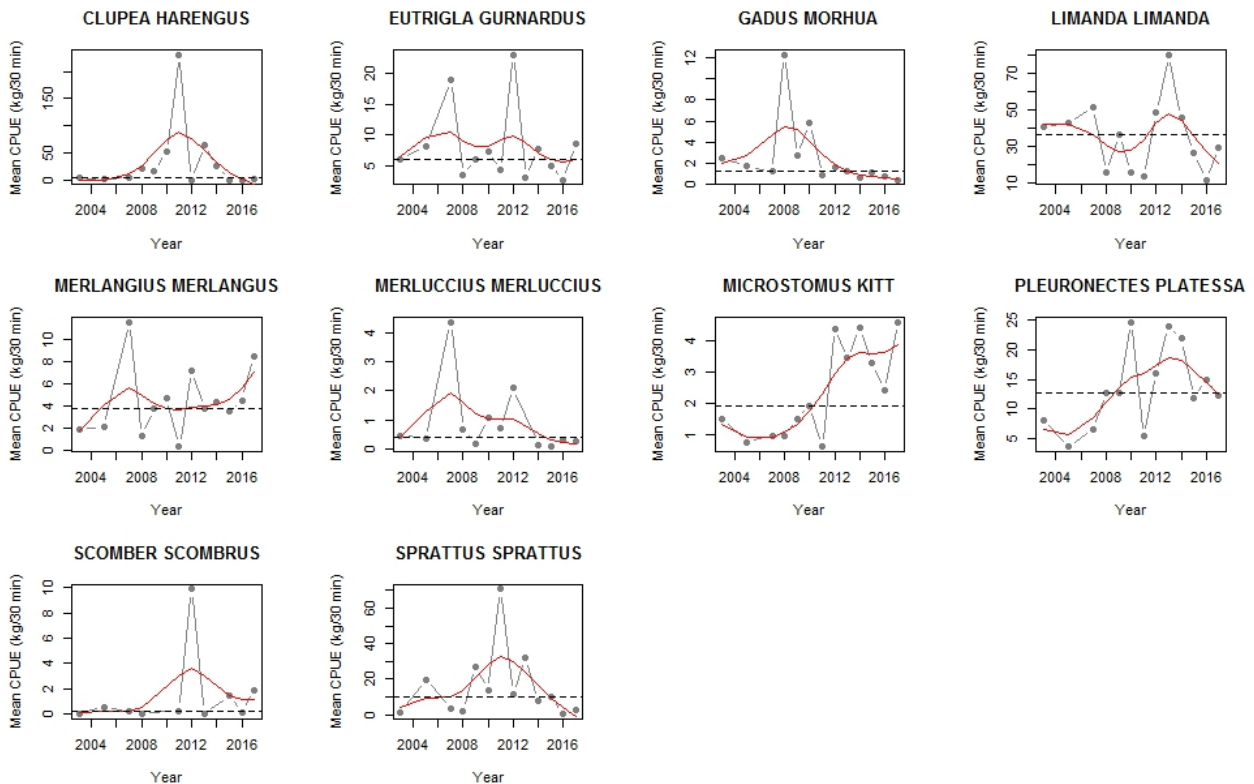 CLUPEA HARENGUS
Mean CPUE (kg/30 min)
0 50 150
2004 2008 2012 2016
Year
EUTRIGLA GURNARDUS
Mean CPUE (kg/30 min)
5 10 15 20
2004 2008 2012 2016
Year
GADUS MORHUA
Mean CPUE (kg/30 min)
0 2 4 6 8 12
2004 2008 2012 2016
Year
LIMANDA LIMANDA
Mean CPUE (kg/30 min)
10 30 50 70
2004 2008 2012 2016
Year
MERLANGIUS MERLANGUS
Mean CPUE (kg/30 min)
0 2 4 6 8 10
2004 2008 2012 2016
Year
MERLUCCIUS MERLUCCIUS
Mean CPUE (kg/30 min)
0 1 2 3 4
2004 2008 2012 2016
Year
MICROSTOMUS KITT
Mean CPUE (kg/30 min)
1 2 3 4
2004 2008 2012 2016
Year
PLEURONECTES PLATESSA
Mean CPUE (kg/30 min)
5 10 15 20 25
2004 2008 2012 2016
Year
SCOMBER SCOMBRUS
Mean CPUE (kg/30 min)
0 2 4 6 8 10
2004 2008 2012 2016
Year
SPRATTUS SPRATTUS
Mean CPUE (kg/30 min)
0 20 40 60
2004 2008 2012 2016
Year